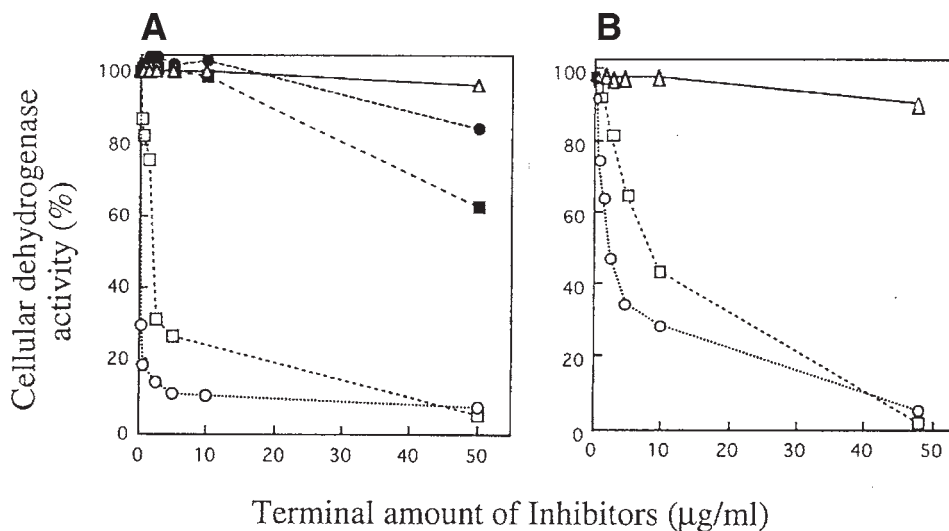 A
B
Cellular dehydrogenase
activity (%)
100
80
60
40
20
0
0 10 20 30 40 50
100
80
60
40
20
0
0 10 20 30 40 50
Terminal amount of Inhibitors (μg/ml)